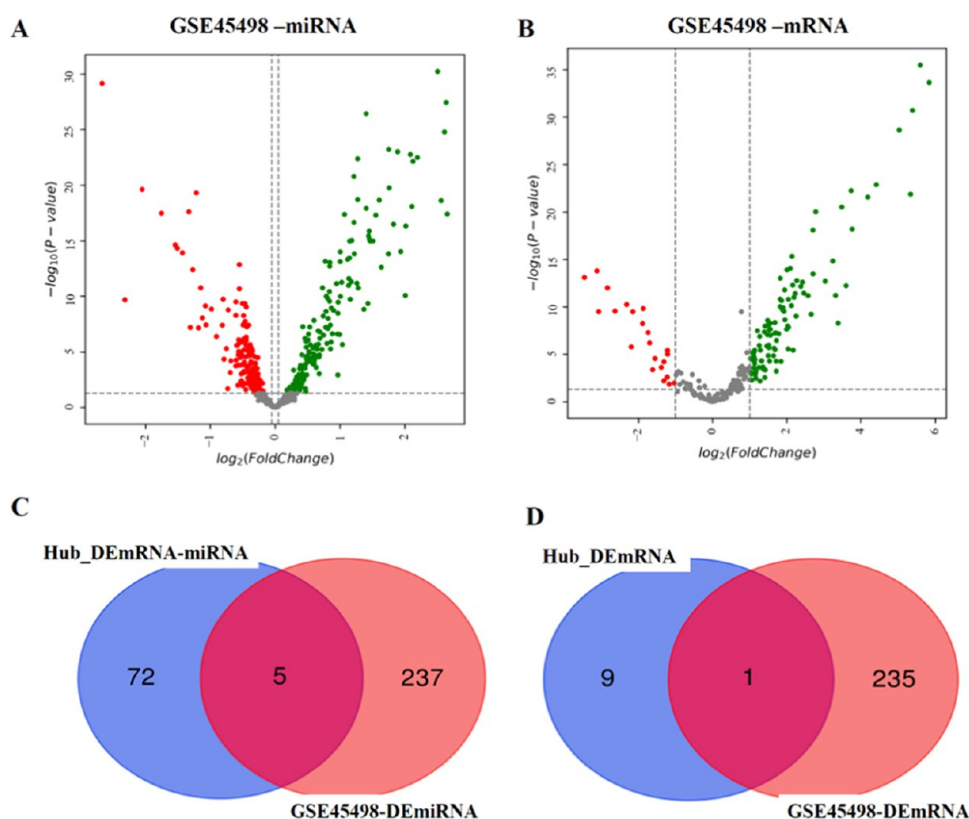 A
GSE45498 –miRNA
−log₁₀(P − value)
30
25
20
15
10
5
0
−2
−1
0
1
2
log₂(FoldChange)
B
GSE45498 –mRNA
−log₁₀(P − value)
35
30
25
20
15
10
5
0
−2
0
2
4
6
log₂(FoldChange)
C
Hub_DEmRNA-miRNA
72
5
237
GSE45498-DEmiRNA
D
Hub_DEmRNA
9
1
235
GSE45498-DEmRNA